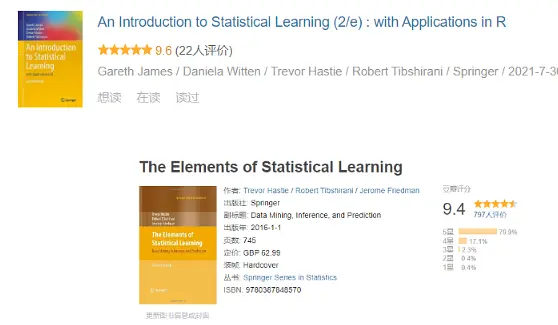 An Introduction to Statistical Learning (2/e) : with Applications in R
9.6 (22人评价)
Gareth James / Daniela Witten / Trevor Hastie / Robert Tibshirani / Springer / 2021-7-30
想读 在读 读过
An Introduction
to Statistical
Learning
The Elements of Statistical Learning
作者: Trevor Hastie / Robert Tibshirani / Jerome Friedman
出版社: Springer
副标题: Data Mining, Inference, and Prediction
出版年: 2016-1-1
页数: 745
定价: GBP 62.99
装帧: Hardcover
丛书: Springer Series in Statistics
ISBN: 9780387848570
The Elements of
Statistical Learning
豆瓣评分
9.4
797人评价
5星 79.9%
4星 17.1%
3星 2.3%
2星 0.4%
1星 0.4%
更新图书信息或封面